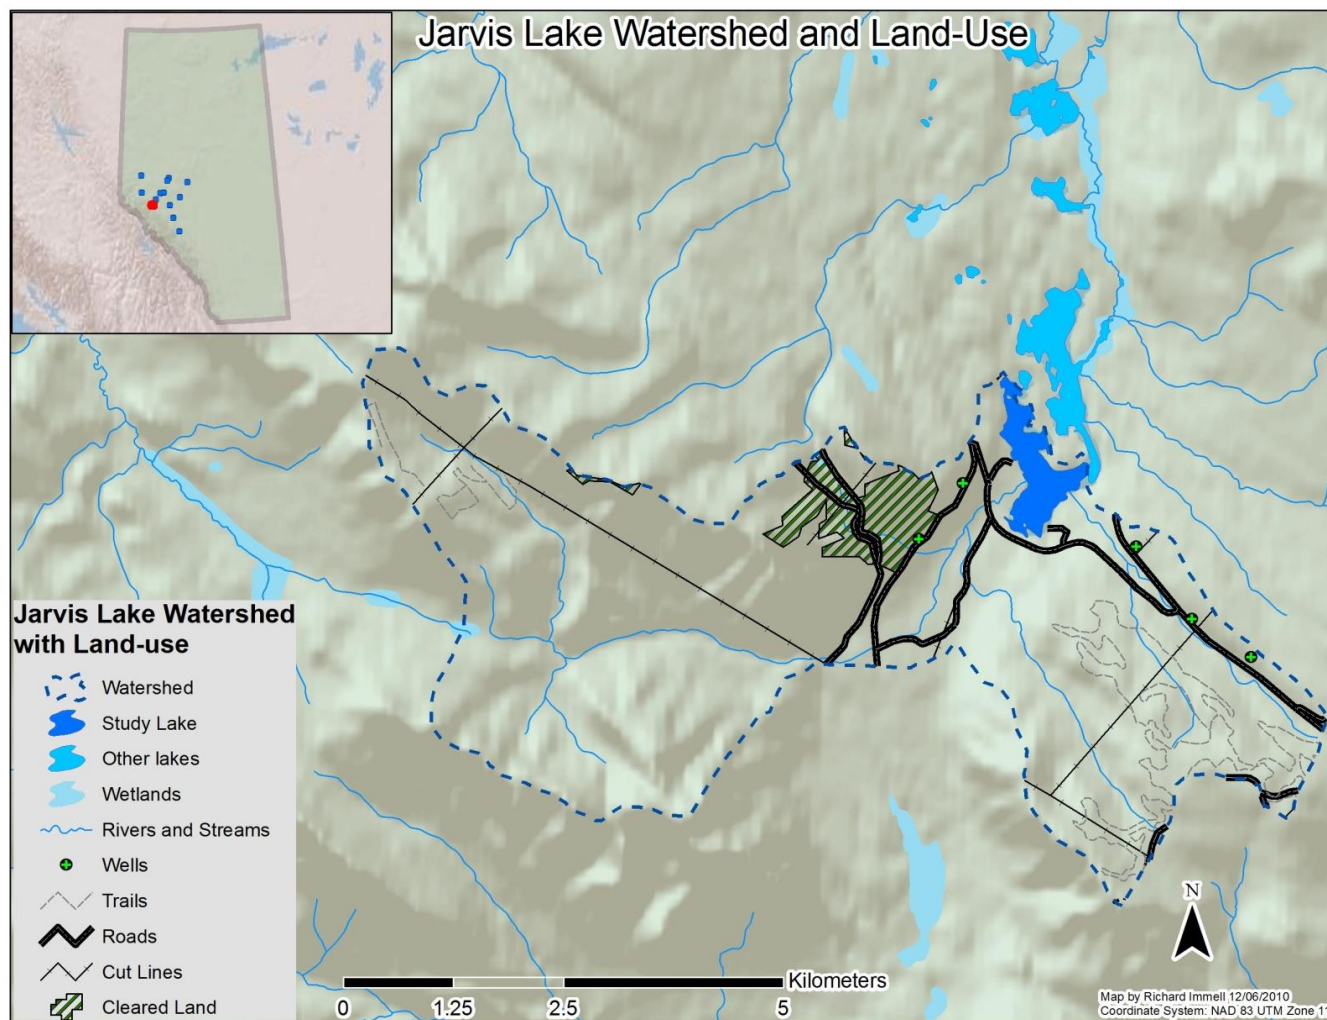 Jarvis Lake Watershed and Land-Use
Jarvis Lake Watershed
with Land-use
Watershed
Study Lake
Other lakes
Wetlands
Rivers and Streams
Wells
Trails
Roads
Cut Lines
Cleared Land
Kilometers
0 1.25 2.5 5
N
Map by Richard Immell 12/06/2010
Coordinate System: NAD 83 UTM Zone 11